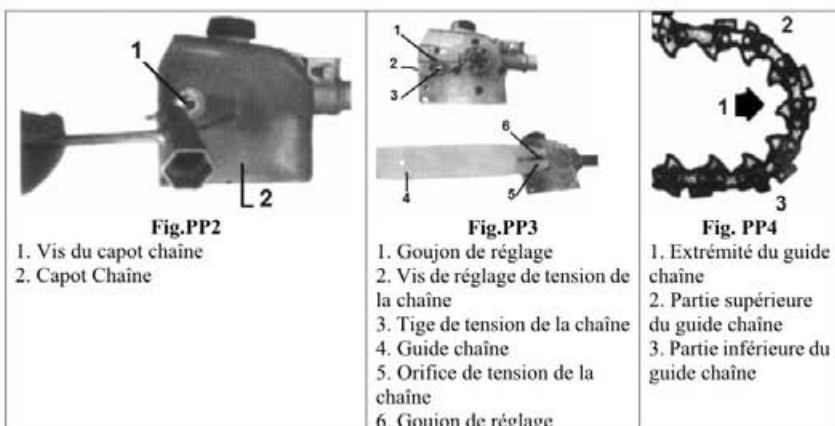 1
2
Fig.PP2
1. Vis du capot chaîne
2. Capot Chaîne
1
2
3
6
4
5
Fig.PP3
1. Goujon de réglage
2. Vis de réglage de tension de
la chaîne
3. Tige de tension de la chaîne
4. Guide chaîne
5. Orifice de tension de la
chaîne
6. Goujon de réglage
2
1
3
Fig. PP4
1. Extrémité du guide
chaîne
2. Partie supérieure
du guide chaîne
3. Partie inférieure du
guide chaîne